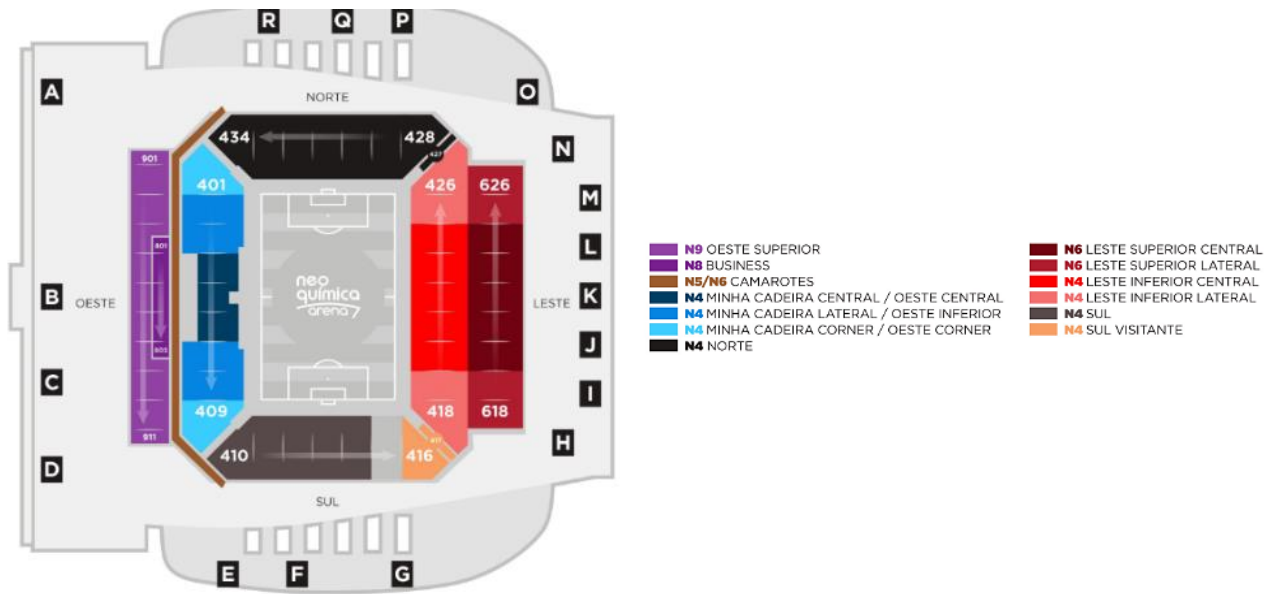 R Q P
A O
NORTE
434 428
427
N
901
401 426 626
M
801
L
neo
química
arena
B OESTE LESTE K
J
C
I
409 418 618
911
410 416
H
D
SUL
E F G
N9 OESTE SUPERIOR
N8 BUSINESS
N5/N6 CAMAROTES
N4 MINHA CADEIRA CENTRAL / OESTE CENTRAL
N4 MINHA CADEIRA LATERAL / OESTE INFERIOR
N4 MINHA CADEIRA CORNER / OESTE CORNER
N4 NORTE
N6 LESTE SUPERIOR CENTRAL
N6 LESTE SUPERIOR LATERAL
N4 LESTE INFERIOR CENTRAL
N4 LESTE INFERIOR LATERAL
N4 SUL
N4 SUL VISITANTE